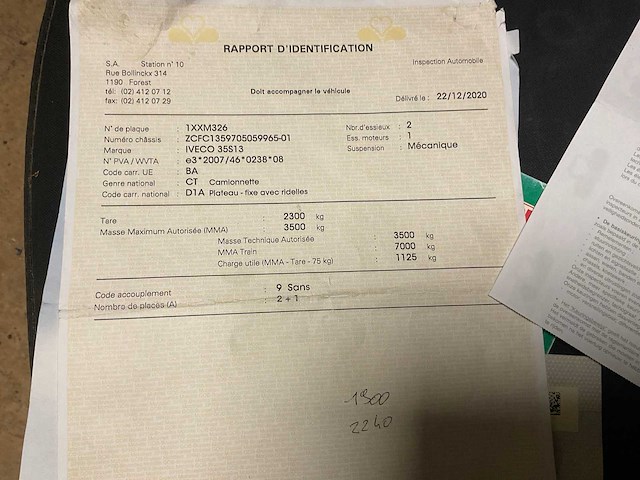 RAPPORT D'IDENTIFICATION
S.A. Station n° 10
Rue Bollinckx 314
1190 Forest
tél: (02) 412 07 12
fax: (02) 412 07 29
Inspection Automobile
Doit accompagner le véhicule
Délivré le : 22/12/2020
N° de plaque : 1XXM326
Numéro châssis : ZCFC1359705059965-01
Marque : IVECO 35S13
N° PVA / WVTA : e3*2007/46*0238*08
Code carr. UE : BA
Genre national : CT Camionnette
Code carr. national : D1A Plateau - fixe avec ridelles
Nbr.d'essieux : 2
Ess. moteurs : 1
Suspension : Mécanique
Tare : 2300 kg
Masse Maximum Autorisée (MMA) : 3500 kg
Masse Technique Autorisée : 3500 kg
MMA Train : 7000 kg
Charge utile (MMA - Tare - 75 kg) : 1125 kg
Code accouplement : 9 Sans
Nombre de places (A) : 2 + 1
1300
2240